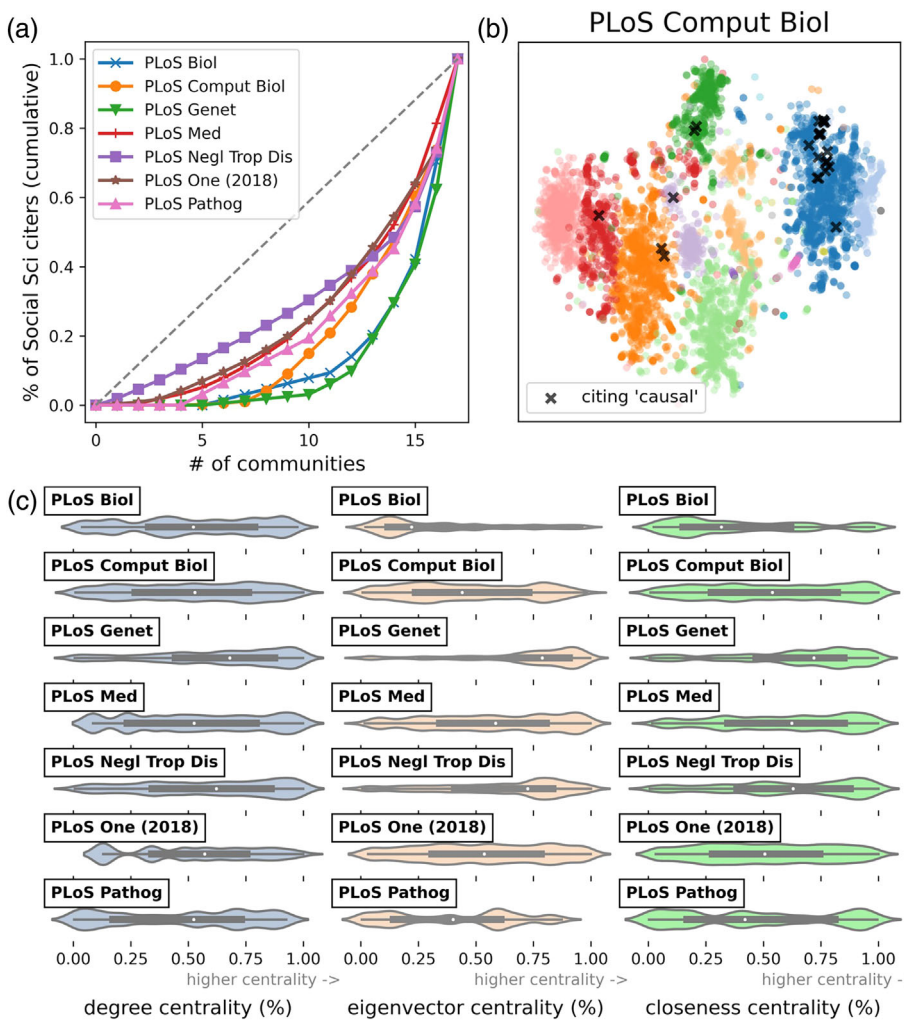 (a)
% of Social Sci citers (cumulative)
1.0
0.8
0.6
0.4
0.2
0.0
PLoS Biol
PLoS Comput Biol
PLoS Genet
PLoS Med
PLoS Negl Trop Dis
PLoS One (2018)
PLoS Pathog
0 5 10 15
# of communities
(b)
PLoS Comput Biol
citing 'causal'
(c)
PLoS Biol PLoS Biol PLoS Biol
PLoS Comput Biol PLoS Comput Biol PLoS Comput Biol
PLoS Genet PLoS Genet PLoS Genet
PLoS Med PLoS Med PLoS Med
PLoS Negl Trop Dis PLoS Negl Trop Dis PLoS Negl Trop Dis
PLoS One (2018) PLoS One (2018) PLoS One (2018)
PLoS Pathog PLoS Pathog PLoS Pathog
0.00 0.25 0.50 0.75 1.00 0.00 0.25 0.50 0.75 1.00 0.00 0.25 0.50 0.75 1.00
higher centrality -> higher centrality -> higher centrality -
degree centrality (%) eigenvector centrality (%) closeness centrality (%)